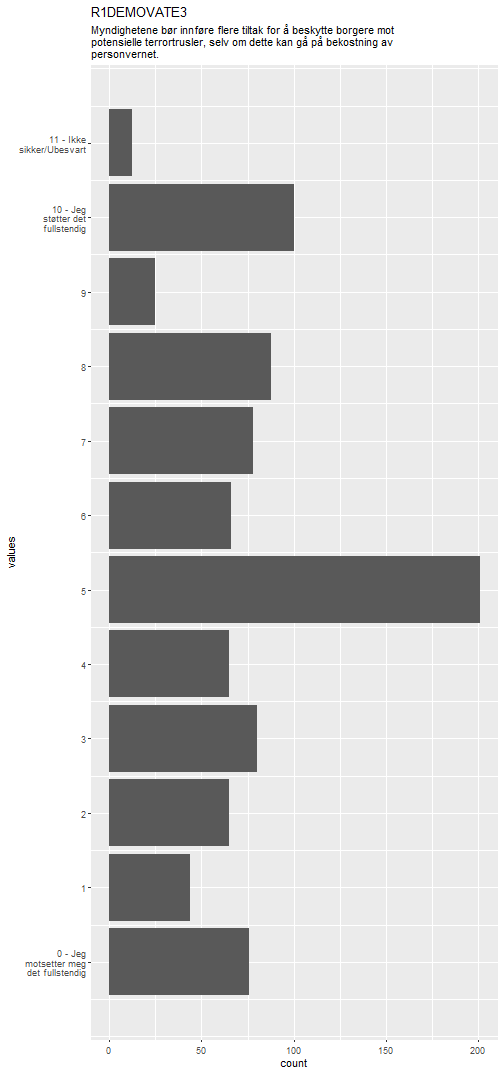 R1DEMOVATE3
Myndighetene bør innføre flere tiltak for å beskytte borgere mot
potensielle terrortrusler, selv om dette kan gå på bekostning av
personvernet.
11 - Ikke
sikker/Ubesvart
10 - Jeg
støtter det
fullstendig
9
8
7
6
5
4
3
2
1
0 - Jeg
motsetter meg
det fullstendig
values
0
50
100
150
200
count